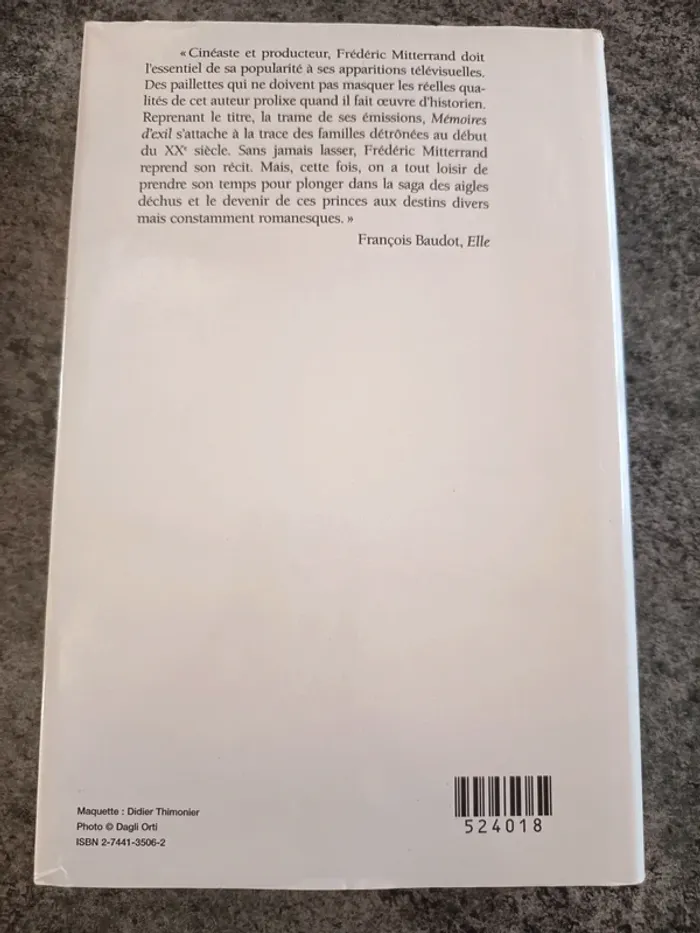 « Cinéaste et producteur, Frédéric Mitterrand doit
l'essentiel de sa popularité à ses apparitions télévisuelles.
Des paillettes qui ne doivent pas masquer les réelles qua-
lités de cet auteur prolixe quand il fait œuvre d'historien.
Reprenant le titre, la trame de ses émissions, Mémoires
d'exil s'attache à la trace des familles détrônées au début
du XXe siècle. Sans jamais lasser, Frédéric Mitterrand
reprend son récit. Mais, cette fois, on a tout loisir de
prendre son temps pour plonger dans la saga des aigles
déchus et le devenir de ces princes aux destins divers
mais constamment romanesques. »
François Baudot, Elle
Maquette : Didier Thimonier
Photo © Dagli Orti
ISBN 2-7441-3506-2
524018